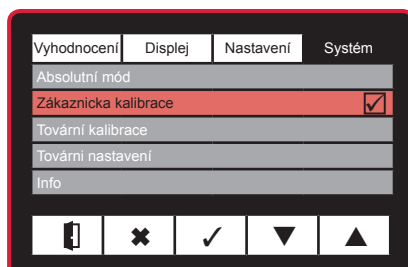 Vyhodnocení Displej Nastavení Systém
Absolutní mód
Zákaznicka kalibrace
Tovární kalibrace
Továrni nastavení
Info